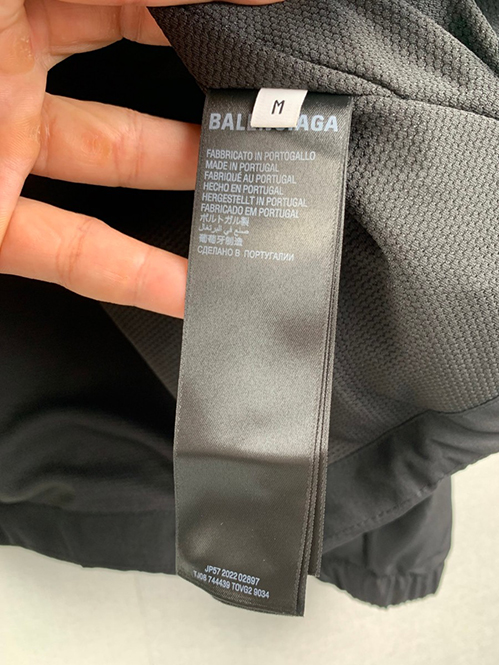 M
BALENCIAGA
FABBRICATO IN PORTOGALLO
MADE IN PORTUGAL
FABRIQUÉ AU PORTUGAL
HECHO EN PORTUGAL
HERGESTELLT IN PORTUGAL
FABRICADO EM PORTUGAL
ポルトガル製
صنع في البرتغال
葡萄牙制造
СДЕЛАНО В ПОРТУГАЛИИ
JP57 2022 02897
TJ08 744439 TOVG2 9034